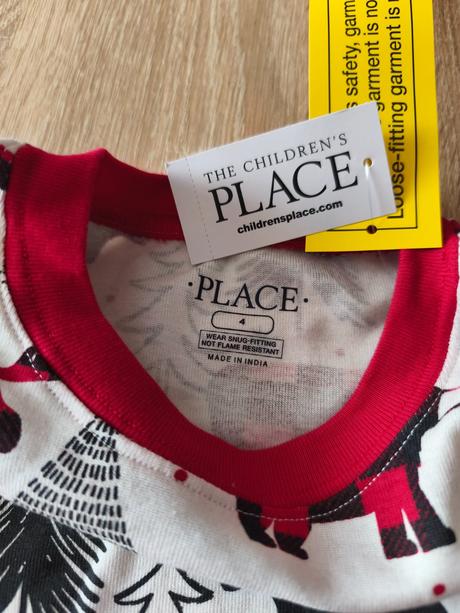 THE CHILDREN'S
PLACE
childrensplace.com
safety, garm
garment is no
Loose-fitting garment is
· PLACE ·
4
WEAR SNUG-FITTING
NOT FLAME RESISTANT
MADE IN INDIA